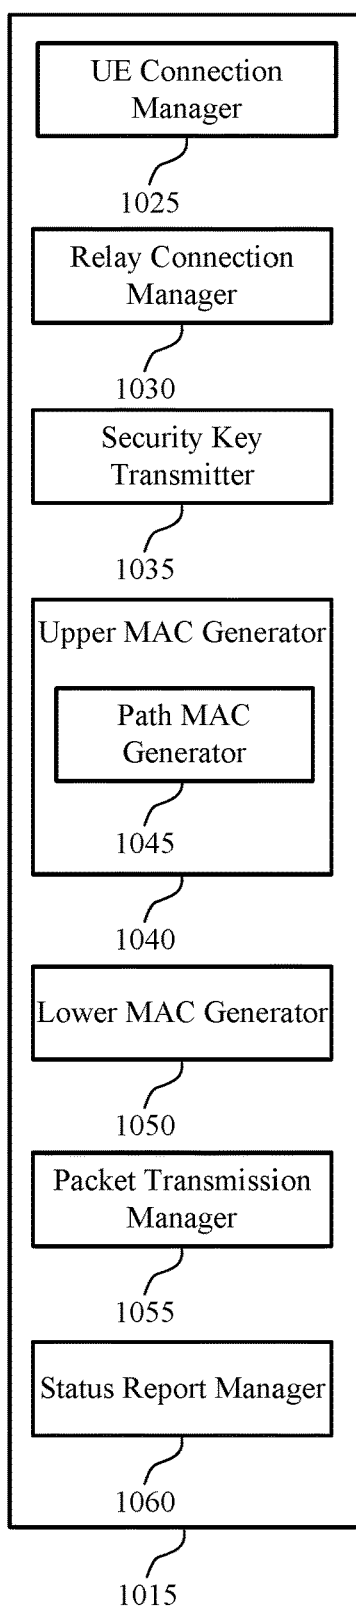 UE Connection
Manager
1025
Relay Connection
Manager
1030
Security Key
Transmitter
1035
Upper MAC Generator
Path MAC
Generator
1045
1040
Lower MAC Generator
1050
Packet Transmission
Manager
1055
Status Report Manager
1060
1015